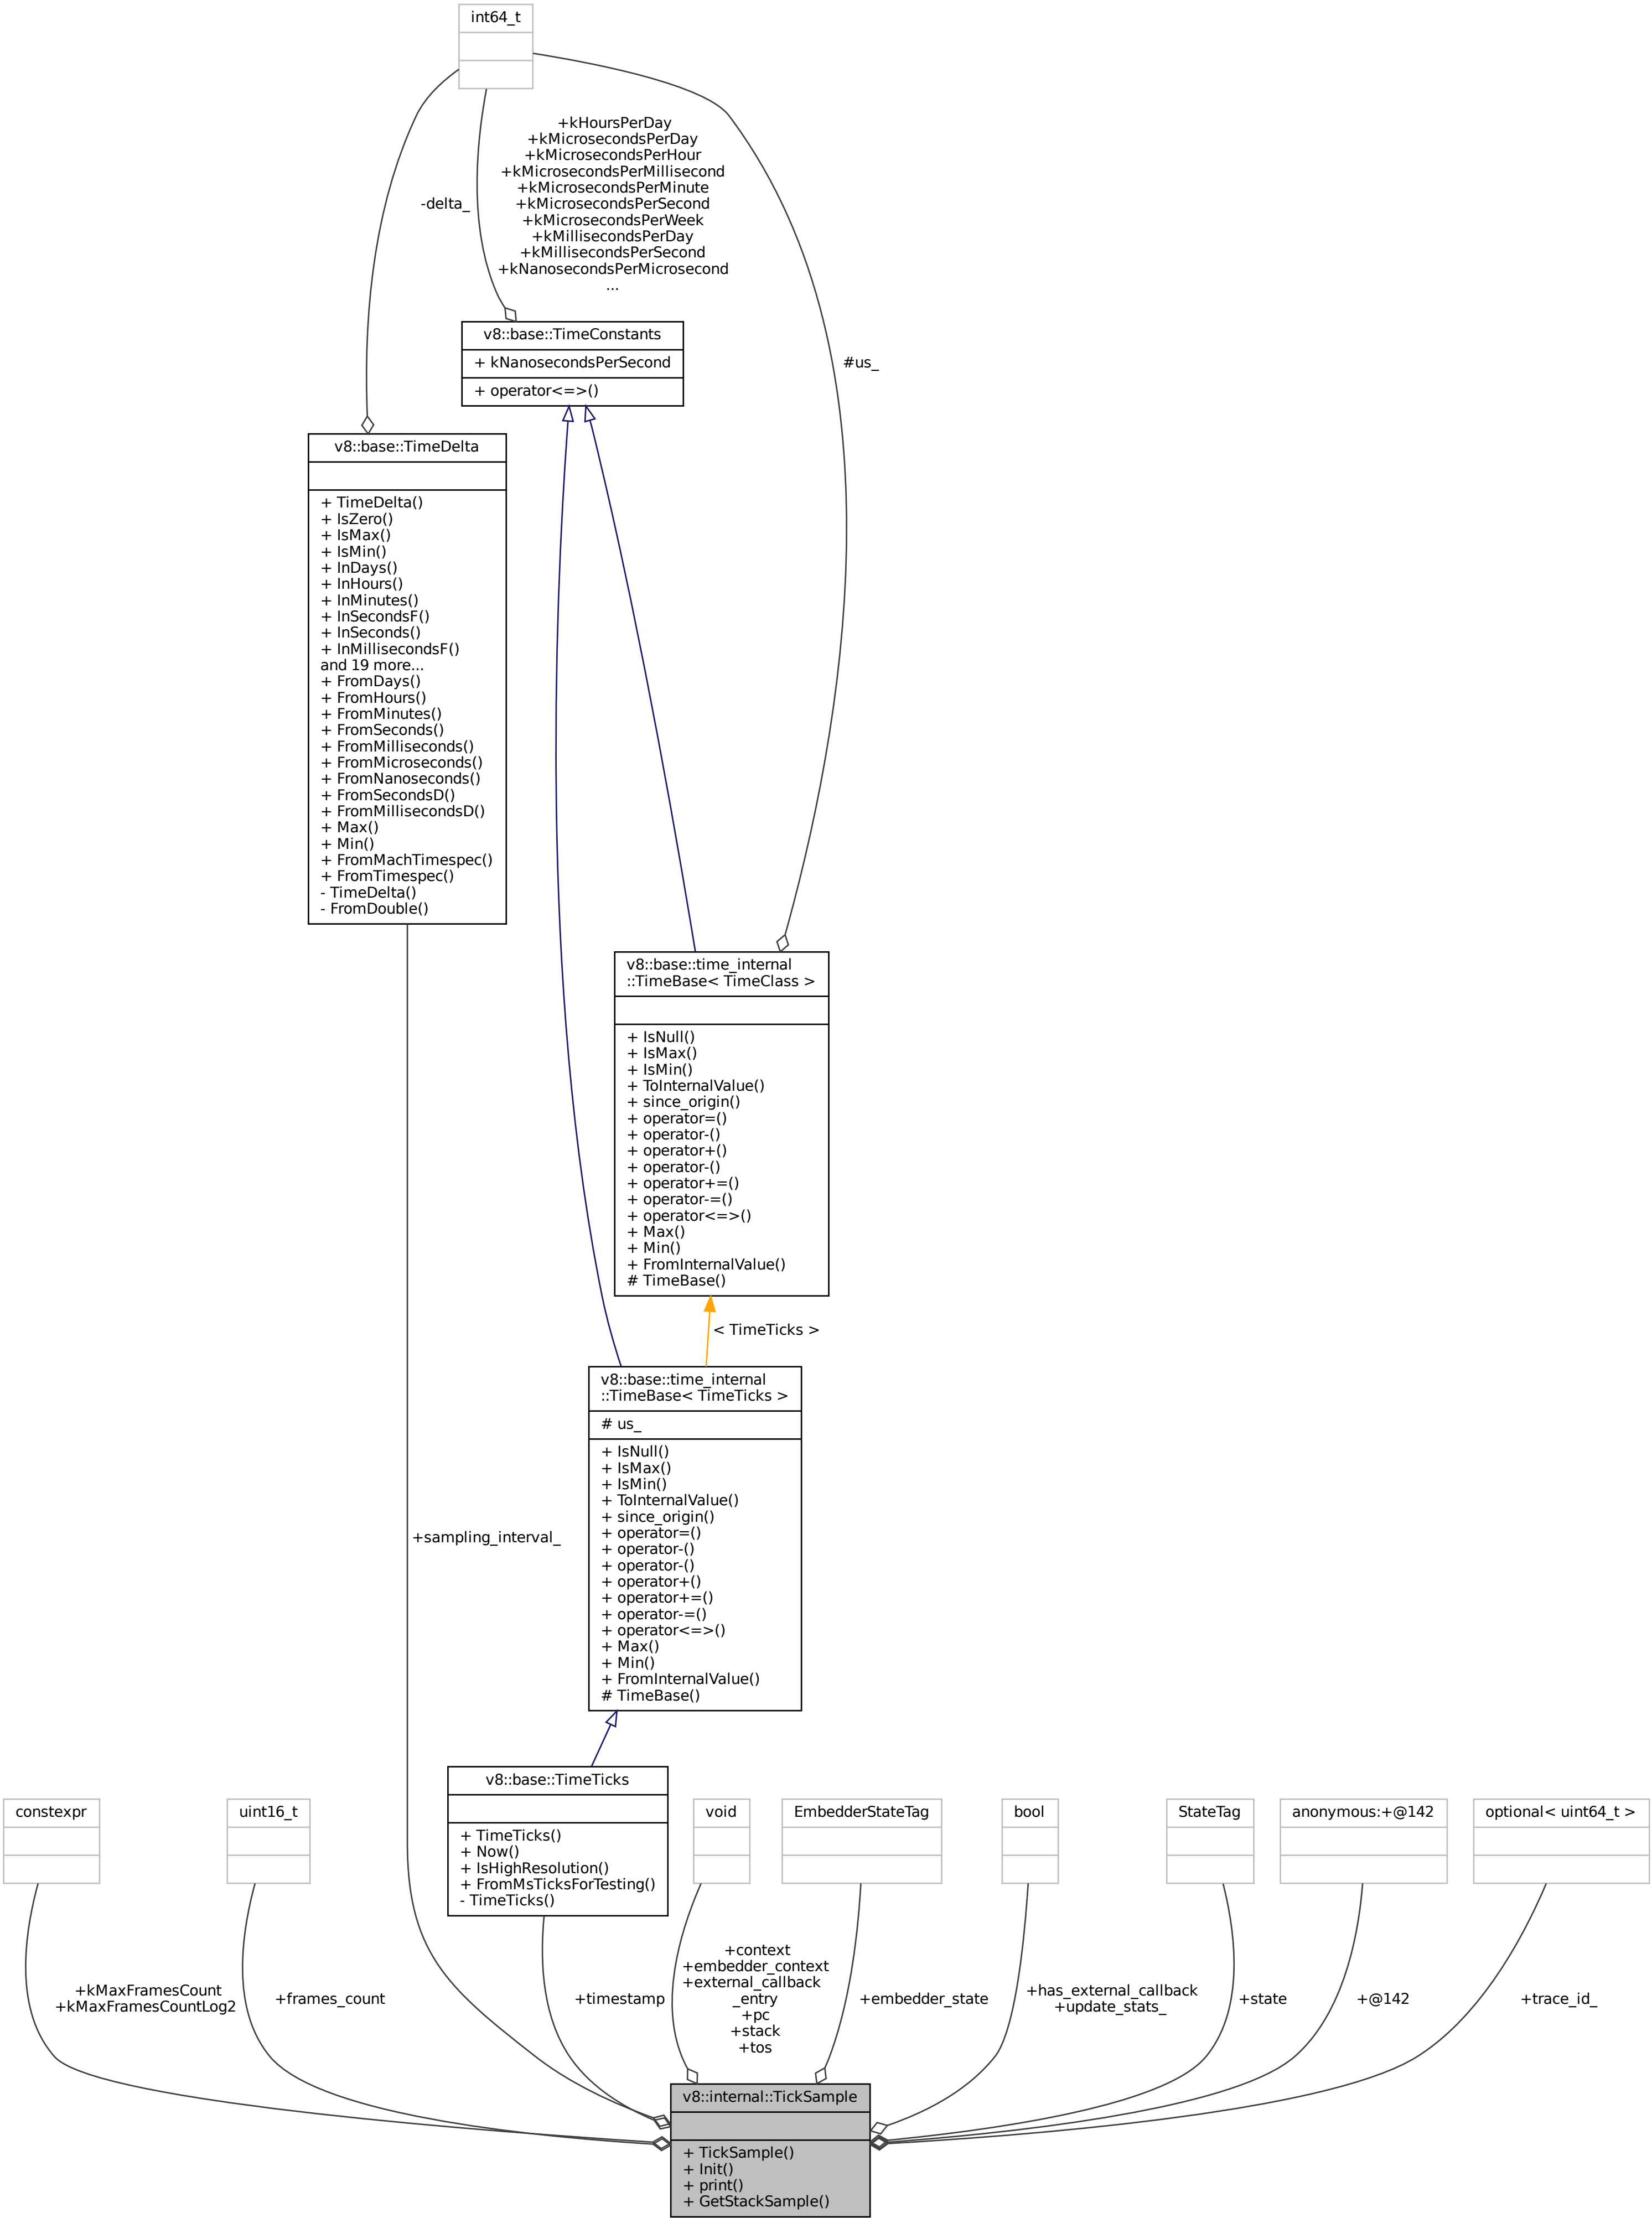 int64_t
+kHoursPerDay
+kMicrosecondsPerDay
+kMicrosecondsPerHour
+kMicrosecondsPerMillisecond
+kMicrosecondsPerMinute
+kMicrosecondsPerSecond
+kMicrosecondsPerWeek
+kMillisecondsPerDay
+kMillisecondsPerSecond
+kNanosecondsPerMicrosecond
...
-delta_
#us_
v8::base::TimeConstants
+ kNanosecondsPerSecond
+ operator<=>()
v8::base::TimeDelta
+ TimeDelta()
+ IsZero()
+ IsMax()
+ IsMin()
+ InDays()
+ InHours()
+ InMinutes()
+ InSecondsF()
+ InSeconds()
+ InMillisecondsF()
and 19 more...
+ FromDays()
+ FromHours()
+ FromMinutes()
+ FromSeconds()
+ FromMilliseconds()
+ FromMicroseconds()
+ FromNanoseconds()
+ FromSecondsD()
+ FromMillisecondsD()
+ Max()
+ Min()
+ FromMachTimespec()
+ FromTimespec()
- TimeDelta()
- FromDouble()
v8::base::time_internal
::TimeBase< TimeClass >
+ IsNull()
+ IsMax()
+ IsMin()
+ ToInternalValue()
+ since_origin()
+ operator=()
+ operator-()
+ operator+()
+ operator-()
+ operator+=()
+ operator-=()
+ operator<=>()
+ Max()
+ Min()
+ FromInternalValue()
# TimeBase()
< TimeTicks >
v8::base::time_internal
::TimeBase< TimeTicks >
# us_
+ IsNull()
+ IsMax()
+ IsMin()
+ ToInternalValue()
+ since_origin()
+ operator=()
+ operator-()
+ operator-()
+ operator+()
+ operator+=()
+ operator-=()
+ operator<=>()
+ Max()
+ Min()
+ FromInternalValue()
# TimeBase()
+sampling_interval_
v8::base::TimeTicks
+ TimeTicks()
+ Now()
+ IsHighResolution()
+ FromMsTicksForTesting()
- TimeTicks()
constexpr
uint16_t
void
EmbedderStateTag
bool
StateTag
anonymous:+@142
optional< uint64_t >
+kMaxFramesCount
+kMaxFramesCountLog2
+frames_count
+timestamp
+context
+embedder_context
+external_callback
_entry
+pc
+stack
+tos
+embedder_state
+has_external_callback
+update_stats_
+state
+@142
+trace_id_
v8::internal::TickSample
+ TickSample()
+ Init()
+ print()
+ GetStackSample()